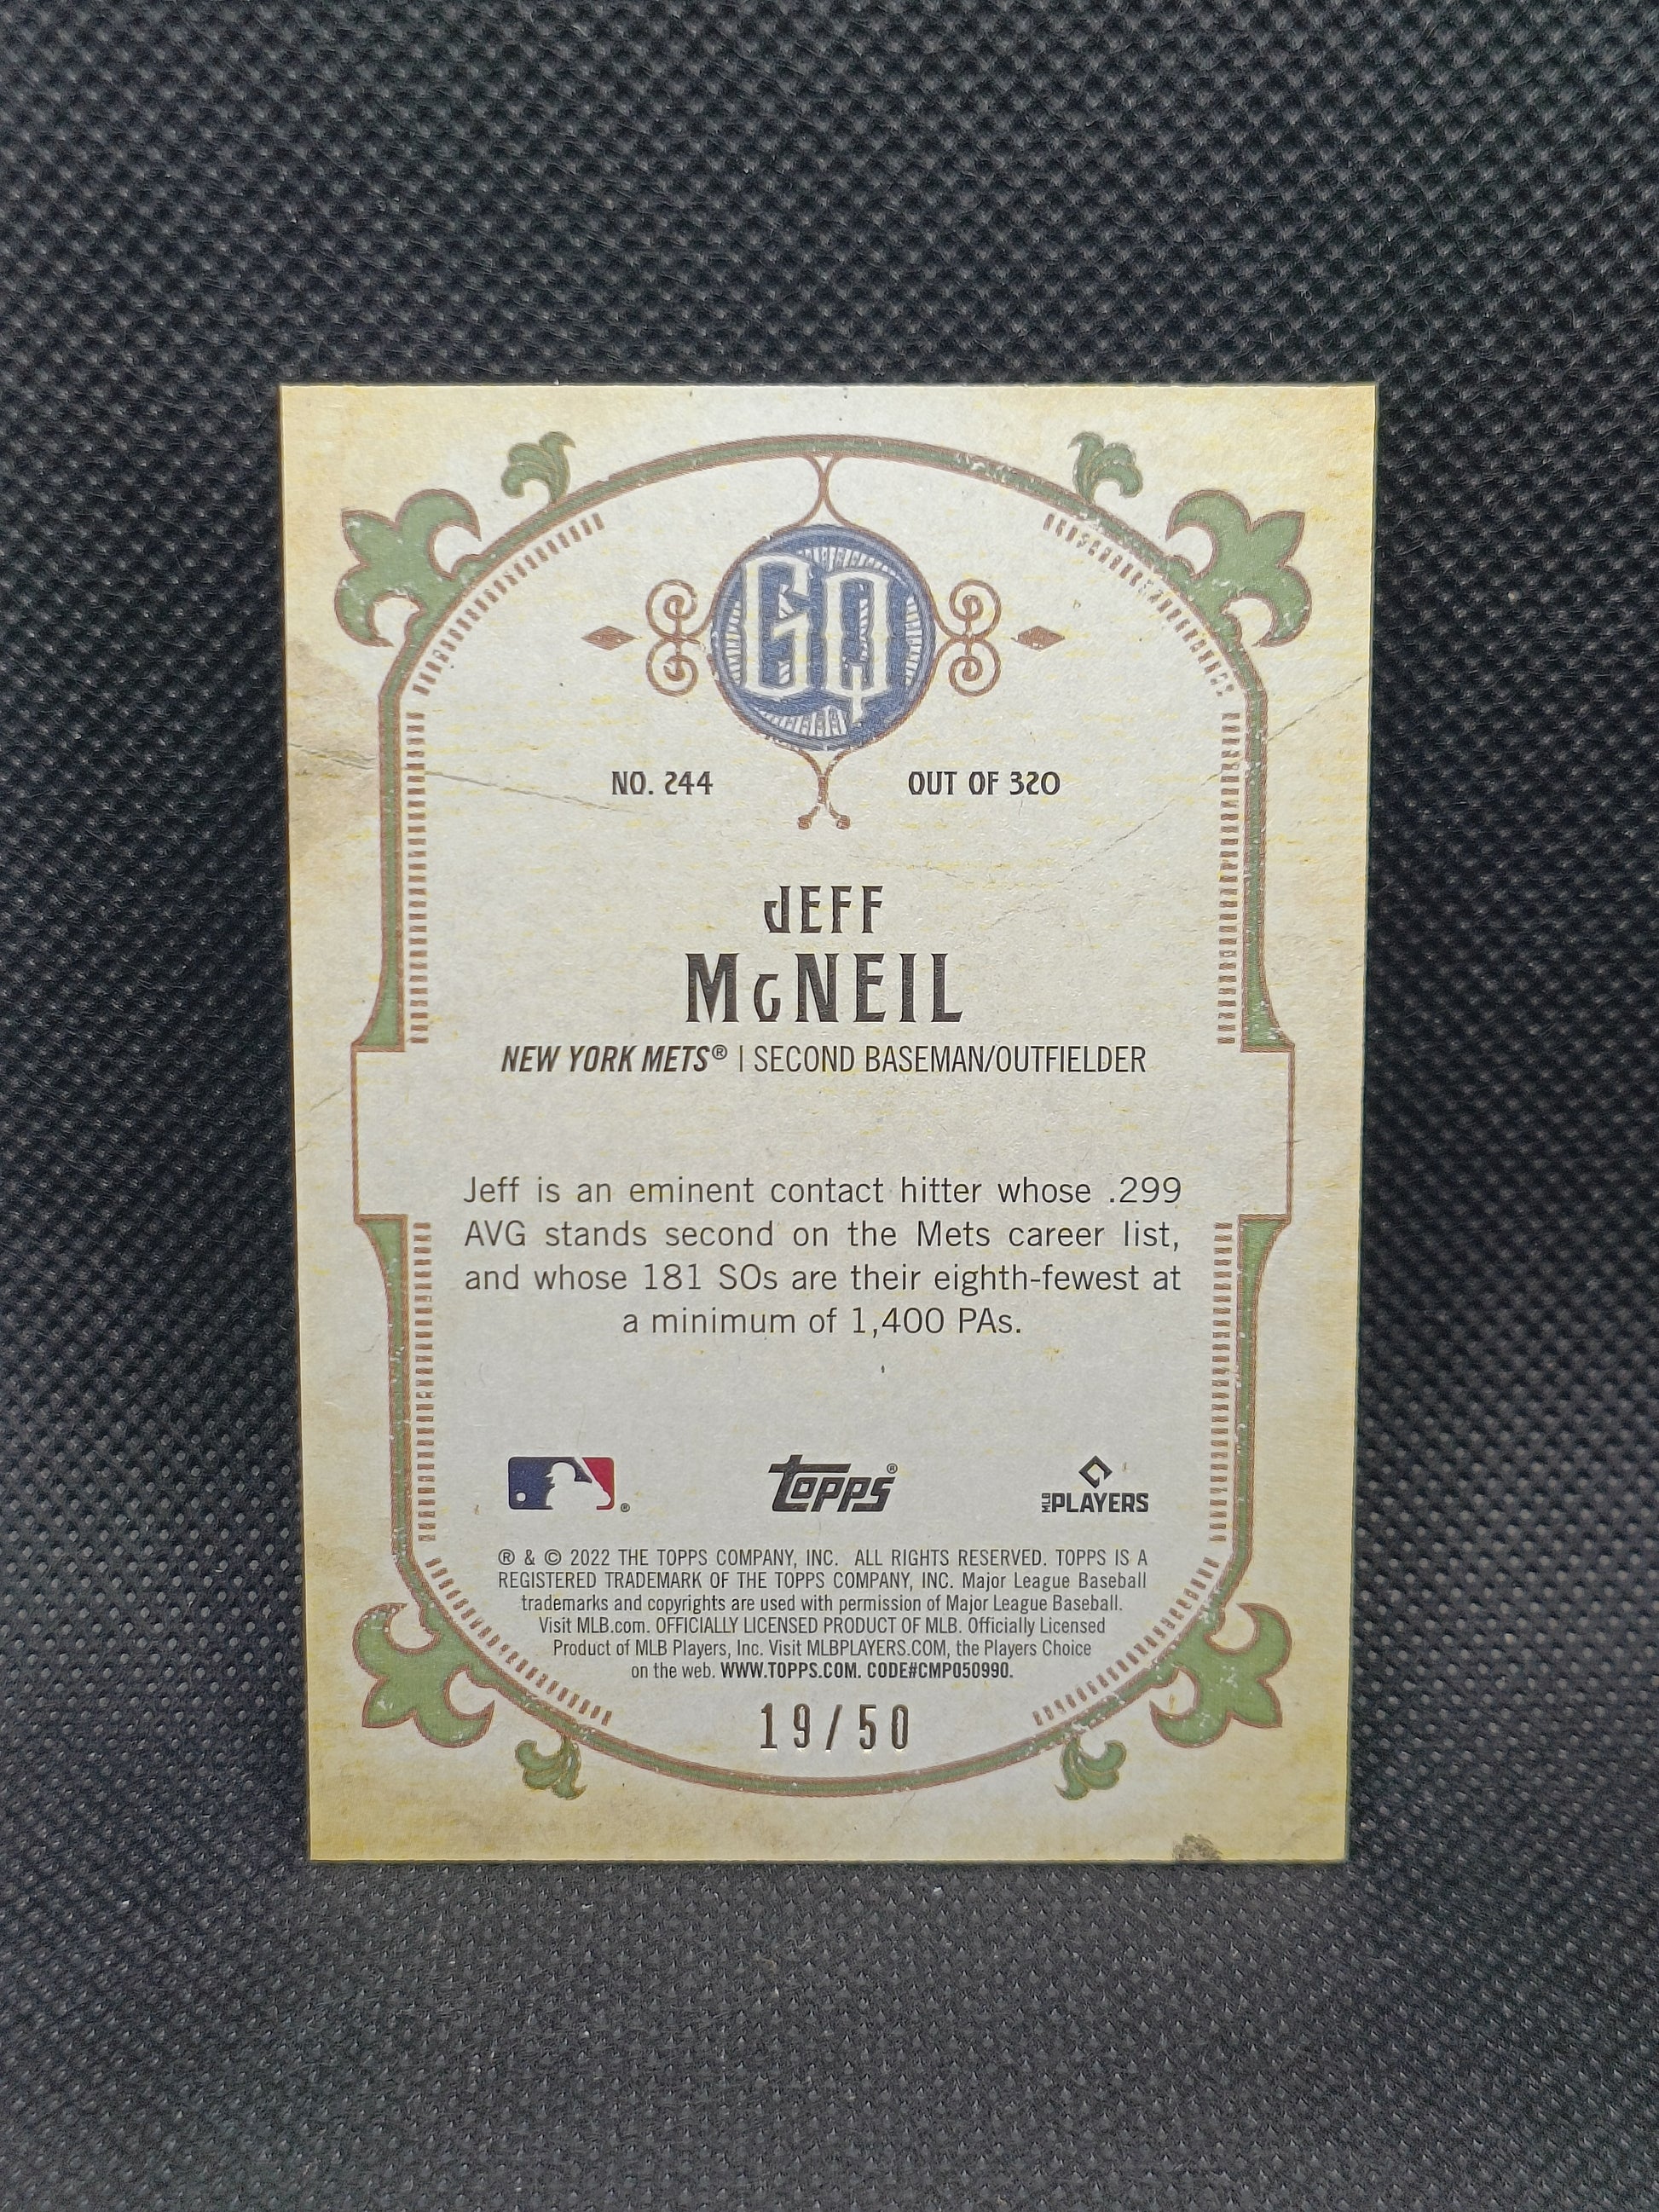 GQ
NO. 244 OUT OF 320
JEFF
McNEIL
NEW YORK METS® | SECOND BASEMAN/OUTFIELDER
Jeff is an eminent contact hitter whose .299
AVG stands second on the Mets career list,
and whose 181 SOs are their eighth-fewest at
a minimum of 1,400 PAs.
® topps® MLB PLAYERS
® & © 2022 THE TOPPS COMPANY, INC. ALL RIGHTS RESERVED. TOPPS IS A
REGISTERED TRADEMARK OF THE TOPPS COMPANY, INC. Major League Baseball
trademarks and copyrights are used with permission of Major League Baseball.
Visit MLB.com. OFFICIALLY LICENSED PRODUCT OF MLB. Officially Licensed
Product of MLB Players, Inc. Visit MLBPLAYERS.COM, the Players Choice
on the web. WWW.TOPPS.COM. CODE#CMP050990.
19/50